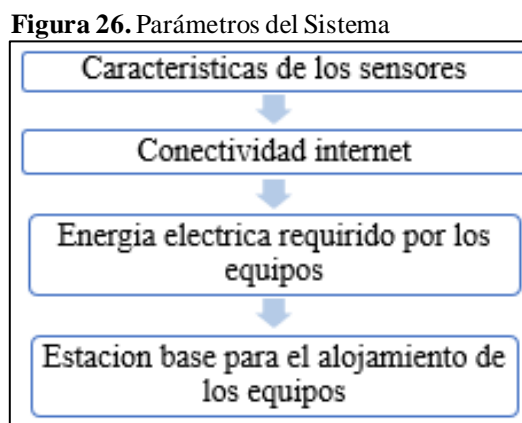 Figura 26. Parámetros del Sistema
Caracteristicas de los sensores
Conectividad internet
Energia electrica requirido por los
equipos
Estacion base para el alojamiento de
los equipos